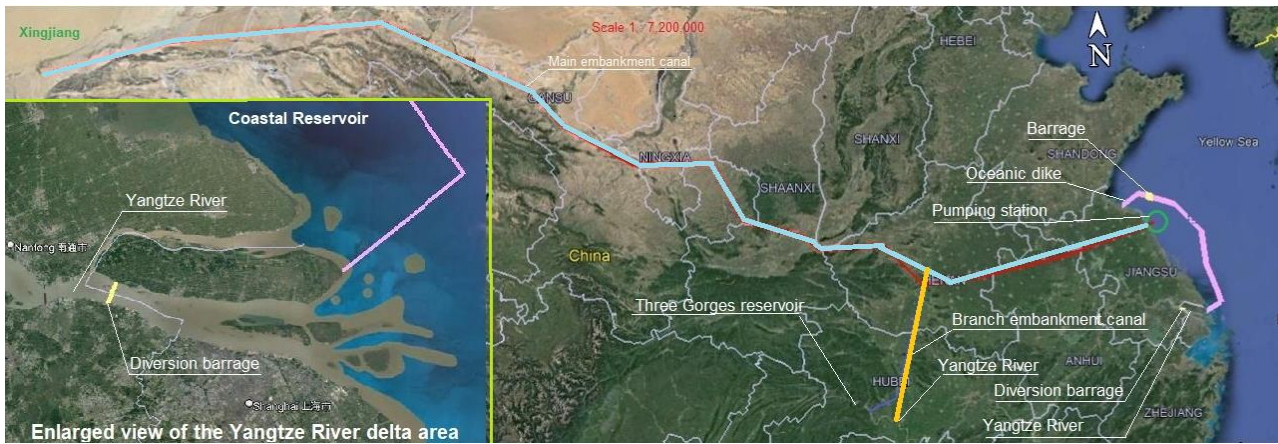 Xingjiang
Scale 1 : 7,200,000
HEBEI
N
Main embankment canal
GANSU
Coastal Reservoir
Barrage
SHANXI
Yellow Sea
NINGXIA
SHANDONG
Oceanic dike
SHAANXI
Yangtze River
Pumping station
Nantong 南通市
China
JIANGSU
HENAN
Three Gorges reservoir
Branch embankment canal
Diversion barrage
ANHUI
Yangtze River
HUBEI
Diversion barrage
Shanghai 上海市
ZHEJIANG
Yangtze River
Enlarged view of the Yangtze River delta area